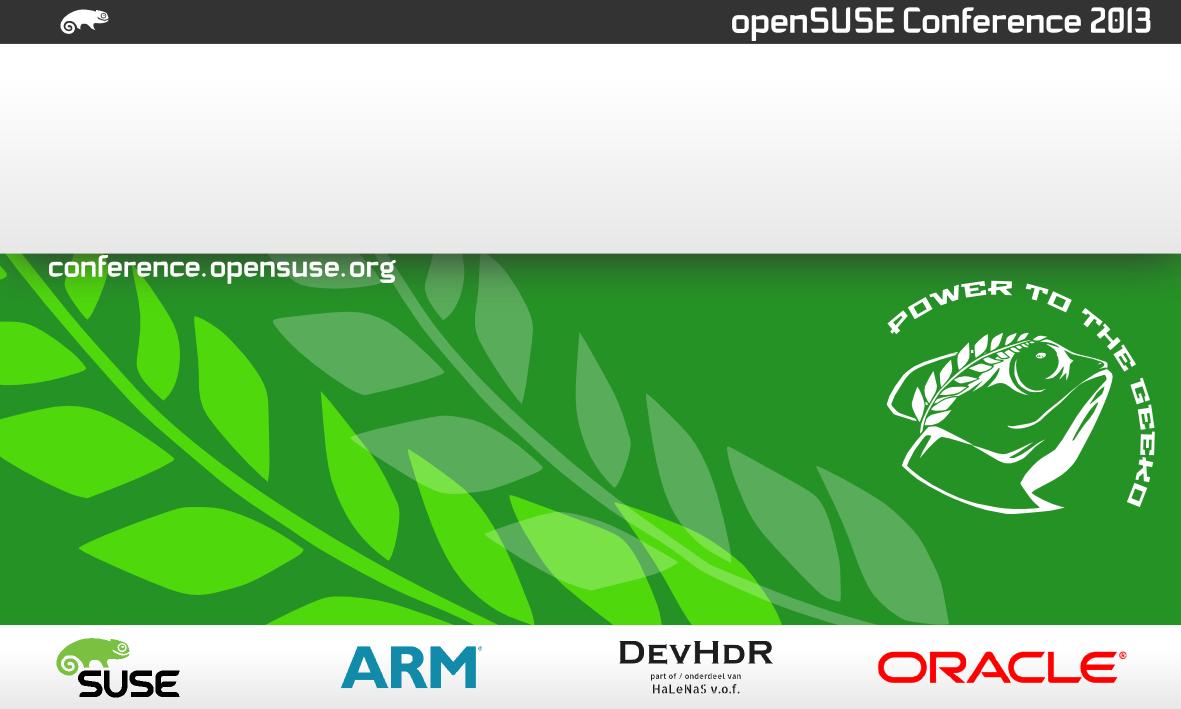 openSUSE Conference 2013
conference.opensuse.org
POWER TO THE GEEKO
SUSE
ARM®
DEVHDR
part of / onderdeel van
HaLeNaS v.o.f.
ORACLE®